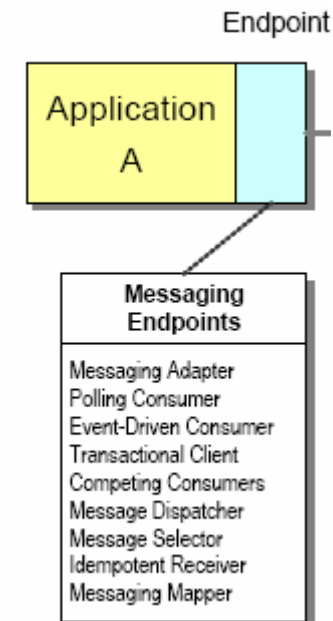 Endpoint
Application
A
Messaging
Endpoints
Messaging Adapter
Polling Consumer
Event-Driven Consumer
Transactional Client
Competing Consumers
Message Dispatcher
Message Selector
Idempotent Receiver
Messaging Mapper